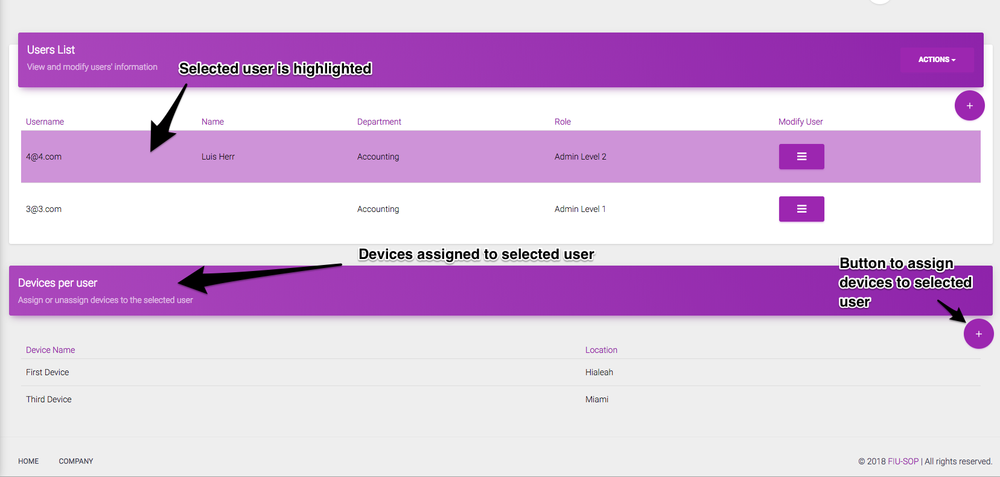 Users List
View and modify users' information
Selected user is highlighted
ACTIONS
Username Name Department Role Modify User
4@4.com Luis Herr Accounting Admin Level 2
3@3.com Accounting Admin Level 1
Devices assigned to selected user
Devices per user
Assign or unassign devices to the selected user
Button to assign
devices to selected
user
Device Name Location
First Device Hialeah
Third Device Miami
HOME COMPANY © 2018 FIU-SOP | All rights reserved.